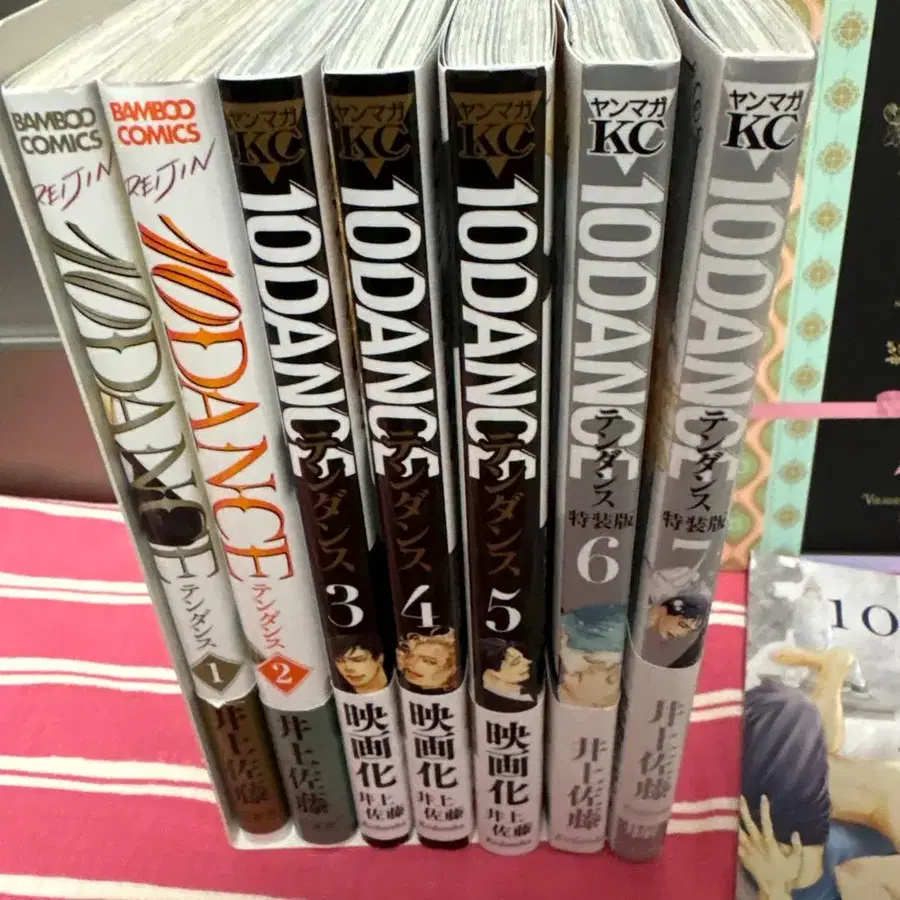 BAMBOO
COMICS
REIJIN
10DANCE
テンダンス
1
井上佐藤
BAMBOO
COMICS
REIJIN
10DANCE
テンダンス
2
井上佐藤
ヤンマガ
KC
10DANCE
テンダンス
3
映画化
井上
佐藤
Kodansha
ヤンマガ
KC
10DANCE
テンダンス
4
映画化
井上
佐藤
Kodansha
ヤンマガ
KC
10DANCE
テンダンス
5
映画化
井上
佐藤
Kodansha
ヤンマガ
KC
10DANCE
テンダンス
特装版
6
井上佐藤
ヤンマガ
KC
10DANCE
テンダンス
特装版
7
井上佐藤
10